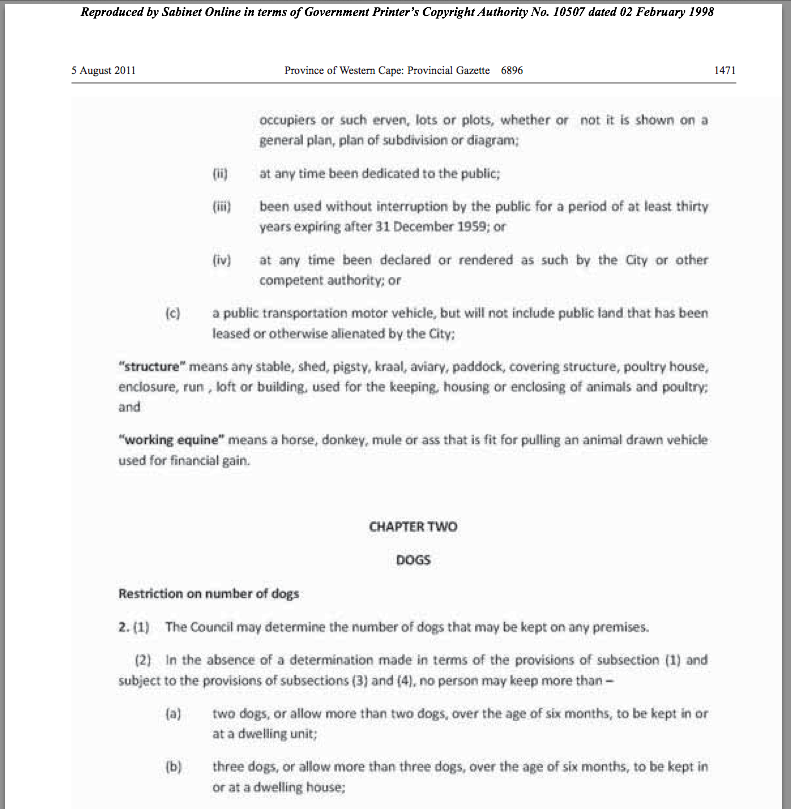 Reproduced by Sabinet Online in terms of Government Printer's Copyright Authority No. 10507 dated 02 February 1998
5 August 2011 Province of Western Cape: Provincial Gazette 6896 1471
occupiers or such erven, lots or plots, whether or not it is shown on a
general plan, plan of subdivision or diagram;
(ii) at any time been dedicated to the public;
(iii) been used without interruption by the public for a period of at least thirty
years expiring after 31 December 1959; or
(iv) at any time been declared or rendered as such by the City or other
competent authority; or
(c) a public transportation motor vehicle, but will not include public land that has been
leased or otherwise alienated by the City;
"structure" means any stable, shed, pigsty, kraal, aviary, paddock, covering structure, poultry house,
enclosure, run , loft or building, used for the keeping, housing or enclosing of animals and poultry;
and
"working equine" means a horse, donkey, mule or ass that is fit for pulling an animal drawn vehicle
used for financial gain.
CHAPTER TWO
DOGS
Restriction on number of dogs
2. (1) The Council may determine the number of dogs that may be kept on any premises.
(2) In the absence of a determination made in terms of the provisions of subsection (1) and
subject to the provisions of subsections (3) and (4), no person may keep more than –
(a) two dogs, or allow more than two dogs, over the age of six months, to be kept in or
at a dwelling unit;
(b) three dogs, or allow more than three dogs, over the age of six months, to be kept in
or at a dwelling house;